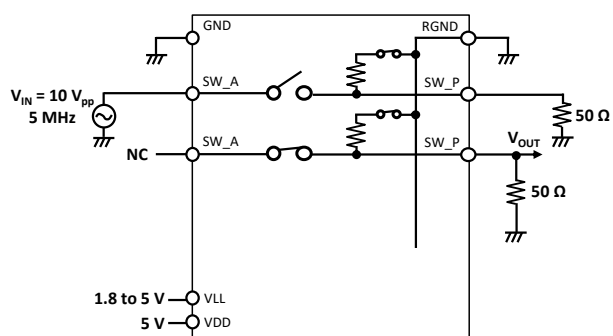 GND
RGND
SW_A
SW_P
V_IN = 10 V_pp
5 MHz
50 Ω
NC
SW_A
SW_P
V_OUT
50 Ω
1.8 to 5 V
VLL
5 V
VDD